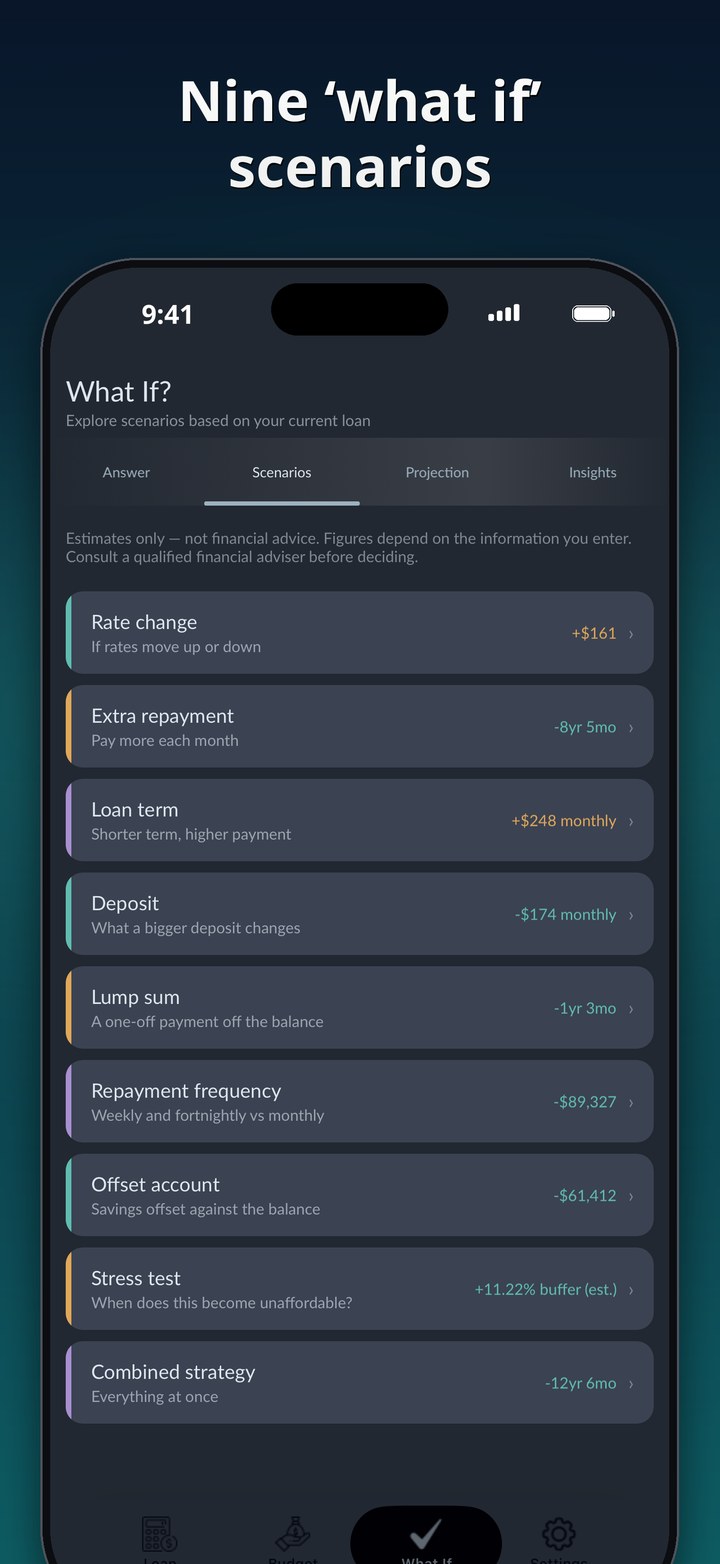 Nine ‘what if’
scenarios
9:41
What If?
Explore scenarios based on your current loan
Answer
Scenarios
Projection
Insights
Estimates only — not financial advice. Figures depend on the information you enter.
Consult a qualified financial adviser before deciding.
Rate change
If rates move up or down
+$161 ›
Extra repayment
Pay more each month
-8yr 5mo ›
Loan term
Shorter term, higher payment
+$248 monthly ›
Deposit
What a bigger deposit changes
-$174 monthly ›
Lump sum
A one-off payment off the balance
-1yr 3mo ›
Repayment frequency
Weekly and fortnightly vs monthly
-$89,327 ›
Offset account
Savings offset against the balance
-$61,412 ›
Stress test
When does this become unaffordable?
+11.22% buffer (est.) ›
Combined strategy
Everything at once
-12yr 6mo ›
Loan
Budget
What If
Settings